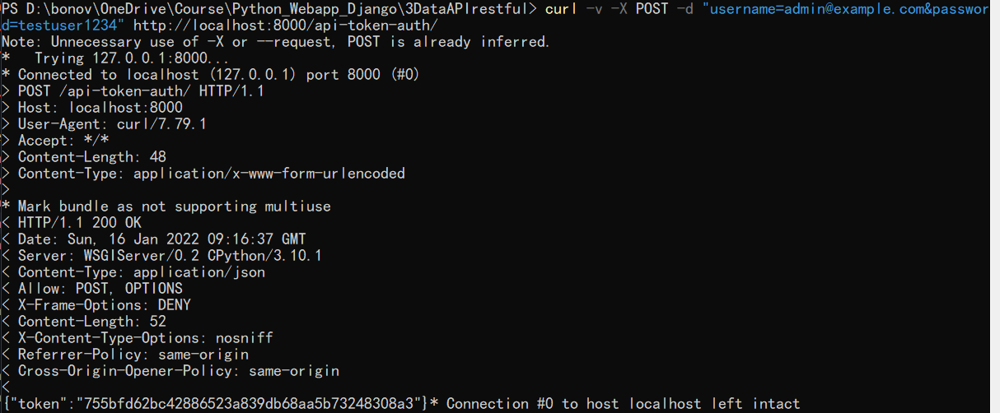 PS D:\bonov\OneDrive\Course\Python_Webapp_Django\3DataAPIrestful> curl -v -X POST -d "username=admin@example.com&passwor
d=testuser1234" http://localhost:8000/api-token-auth/
Note: Unnecessary use of -X or --request, POST is already inferred.
*   Trying 127.0.0.1:8000...
* Connected to localhost (127.0.0.1) port 8000 (#0)
> POST /api-token-auth/ HTTP/1.1
> Host: localhost:8000
> User-Agent: curl/7.79.1
> Accept: */*
> Content-Length: 48
> Content-Type: application/x-www-form-urlencoded
>
* Mark bundle as not supporting multiuse
< HTTP/1.1 200 OK
< Date: Sun, 16 Jan 2022 09:16:37 GMT
< Server: WSGIServer/0.2 CPython/3.10.1
< Content-Type: application/json
< Allow: POST, OPTIONS
< X-Frame-Options: DENY
< Content-Length: 52
< X-Content-Type-Options: nosniff
< Referrer-Policy: same-origin
< Cross-Origin-Opener-Policy: same-origin
<
{"token":"755bfd62bc42886523a839db68aa5b73248308a3"}* Connection #0 to host localhost left intact